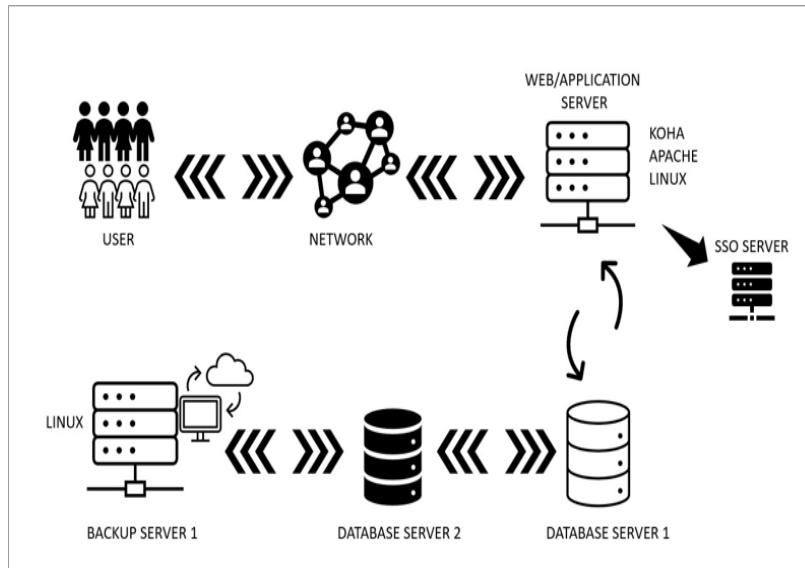 WEB/APPLICATION
SERVER
KOHA
APACHE
LINUX
USER
NETWORK
SSO SERVER
LINUX
BACKUP SERVER 1
DATABASE SERVER 2
DATABASE SERVER 1